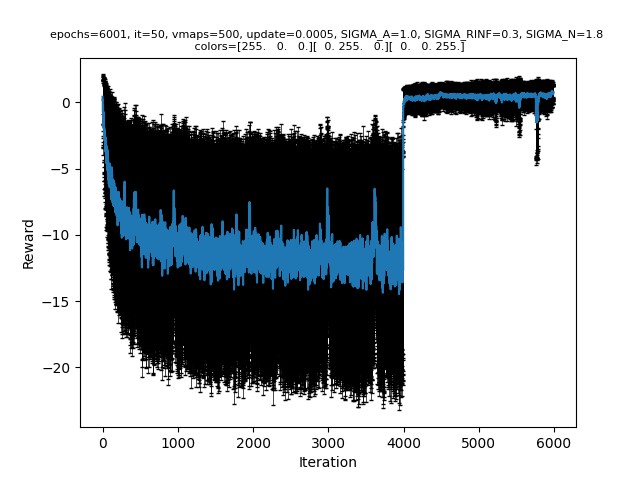 epochs=6001, it=50, vmaps=500, update=0.0005, SIGMA_A=1.0, SIGMA_RINF=0.3, SIGMA_N=1.8
colors=[255. 0. 0.][ 0. 255. 0.][ 0. 0. 255.]
Reward
0
−5
−10
−15
−20
0 1000 2000 3000 4000 5000 6000
Iteration